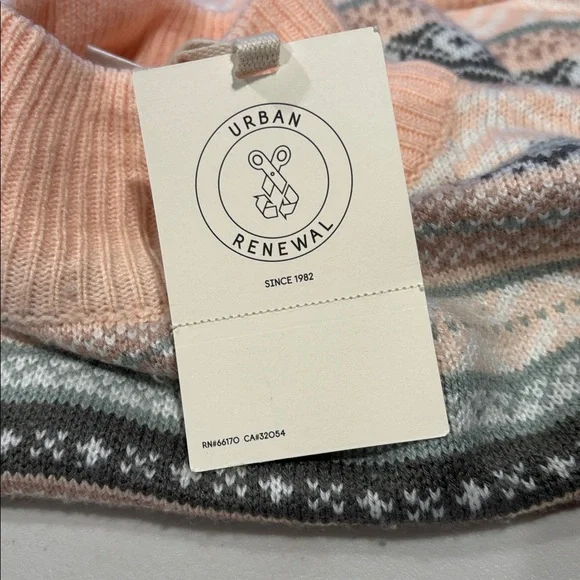 URBAN
RENEWAL
SINCE 1982
RN#66170 CA#32054